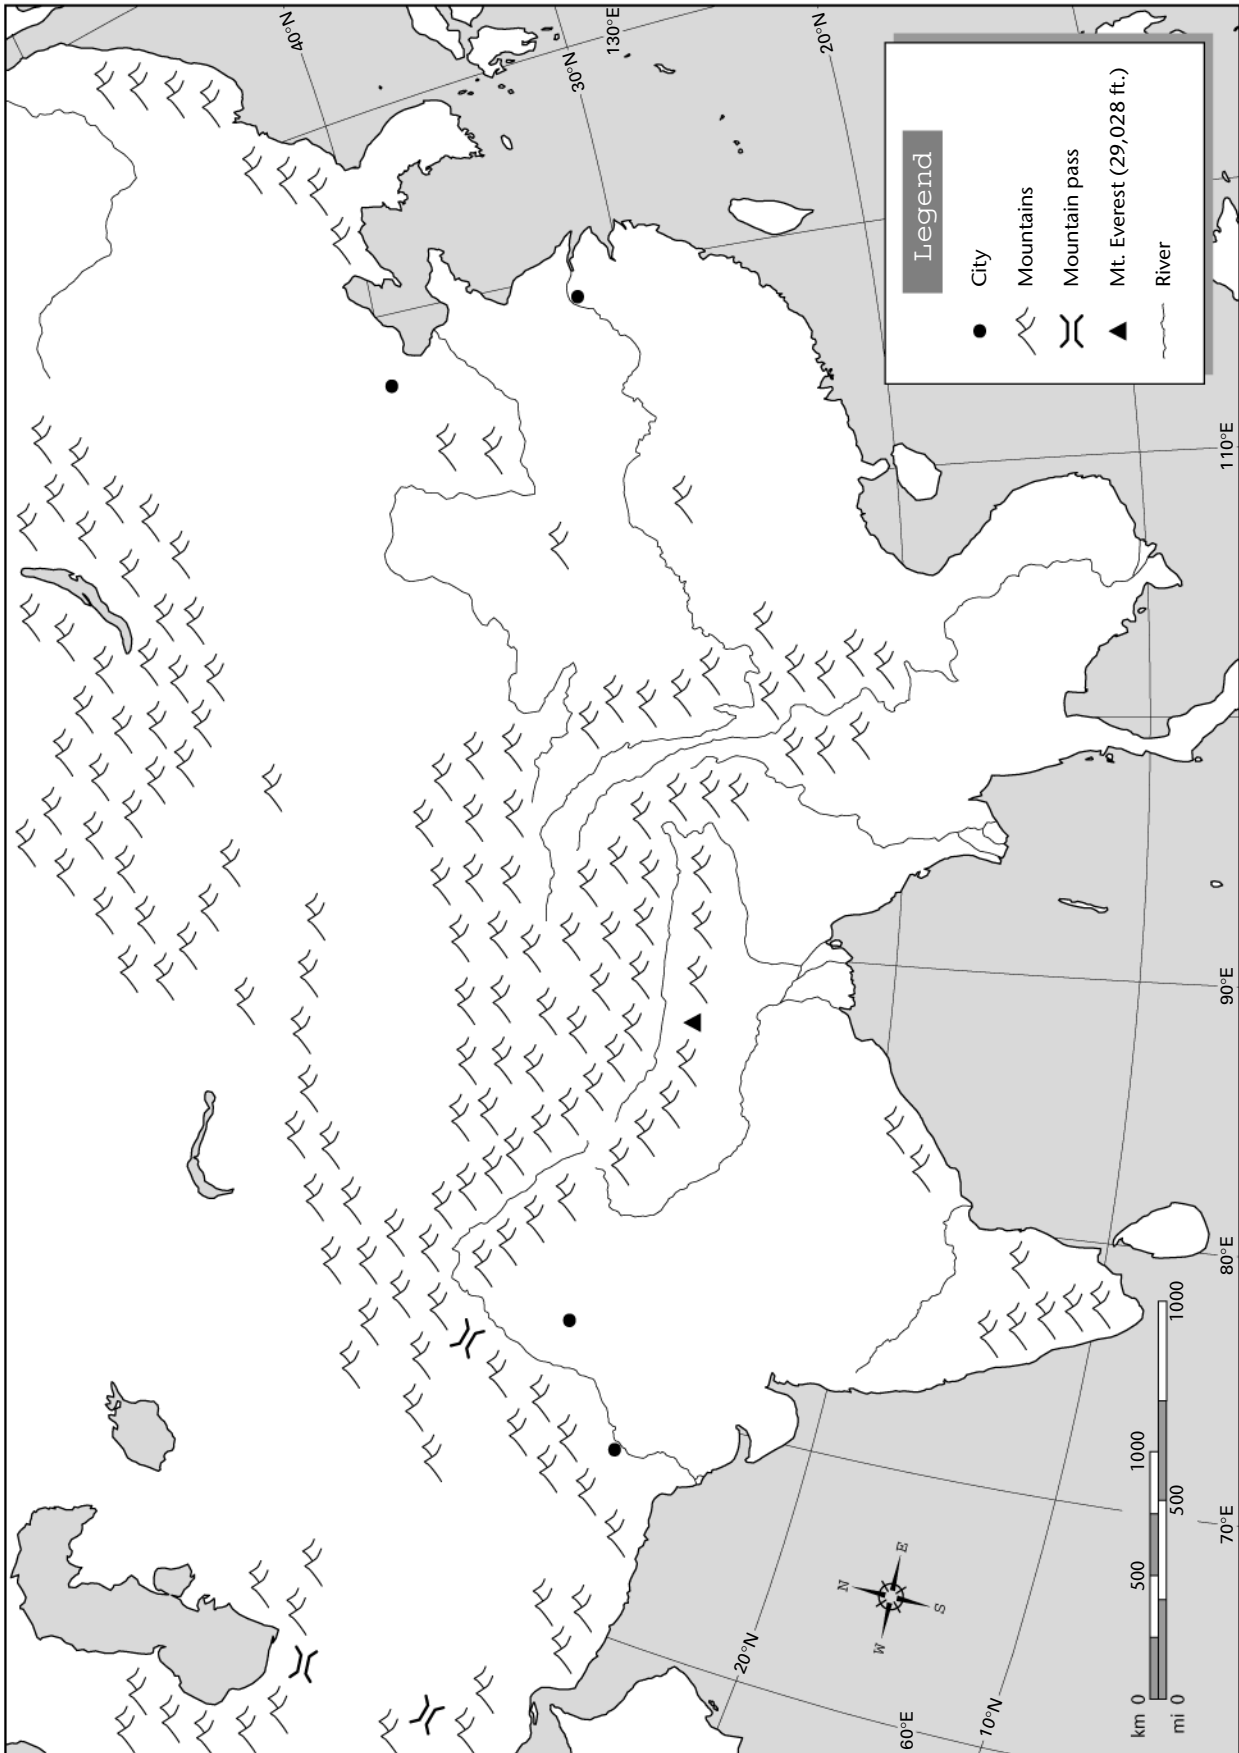 40°N
30°N
130°E
20°N
Legend
City
Mountains
Mountain pass
Mt. Everest (29,028 ft.)
River
110°E
90°E
80°E
70°E
60°E
20°N
10°N
N
E
S
W
km 0 500 1000
mi 0 500 1000